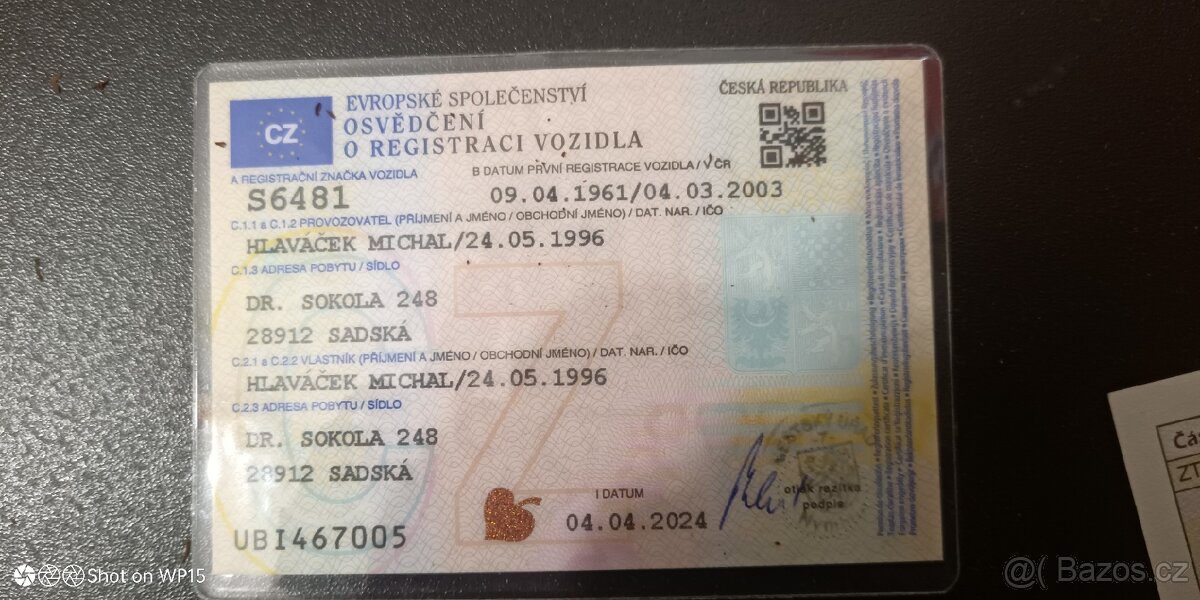 EVROPSKÉ SPOLEČENSTVÍ
OSVĚDČENÍ
O REGISTRACI VOZIDLA
ČESKÁ REPUBLIKA
CZ
A REGISTRAČNÍ ZNAČKA VOZIDLA
B DATUM PRVNÍ REGISTRACE VOZIDLA / V ČR
S6481
09.04.1961/04.03.2003
C.1.1 a C.1.2 PROVOZOVATEL (PŘÍJMENÍ A JMÉNO / OBCHODNÍ JMÉNO) / DAT. NAR. / IČO
HLAVÁČEK MICHAL/24.05.1996
C.1.3 ADRESA POBYTU / SÍDLO
DR. SOKOLA 248
28912 SADSKÁ
C.2.1 a C.2.2 VLASTNÍK (PŘÍJMENÍ A JMÉNO / OBCHODNÍ JMÉNO) / DAT. NAR. / IČO
HLAVÁČEK MICHAL/24.05.1996
C.2.3 ADRESA POBYTU / SÍDLO
DR. SOKOLA 248
28912 SADSKÁ
I DATUM
04.04.2024
otisk razítka
podpis
UBI467005
Shot on WP15
@( Bazos.cz